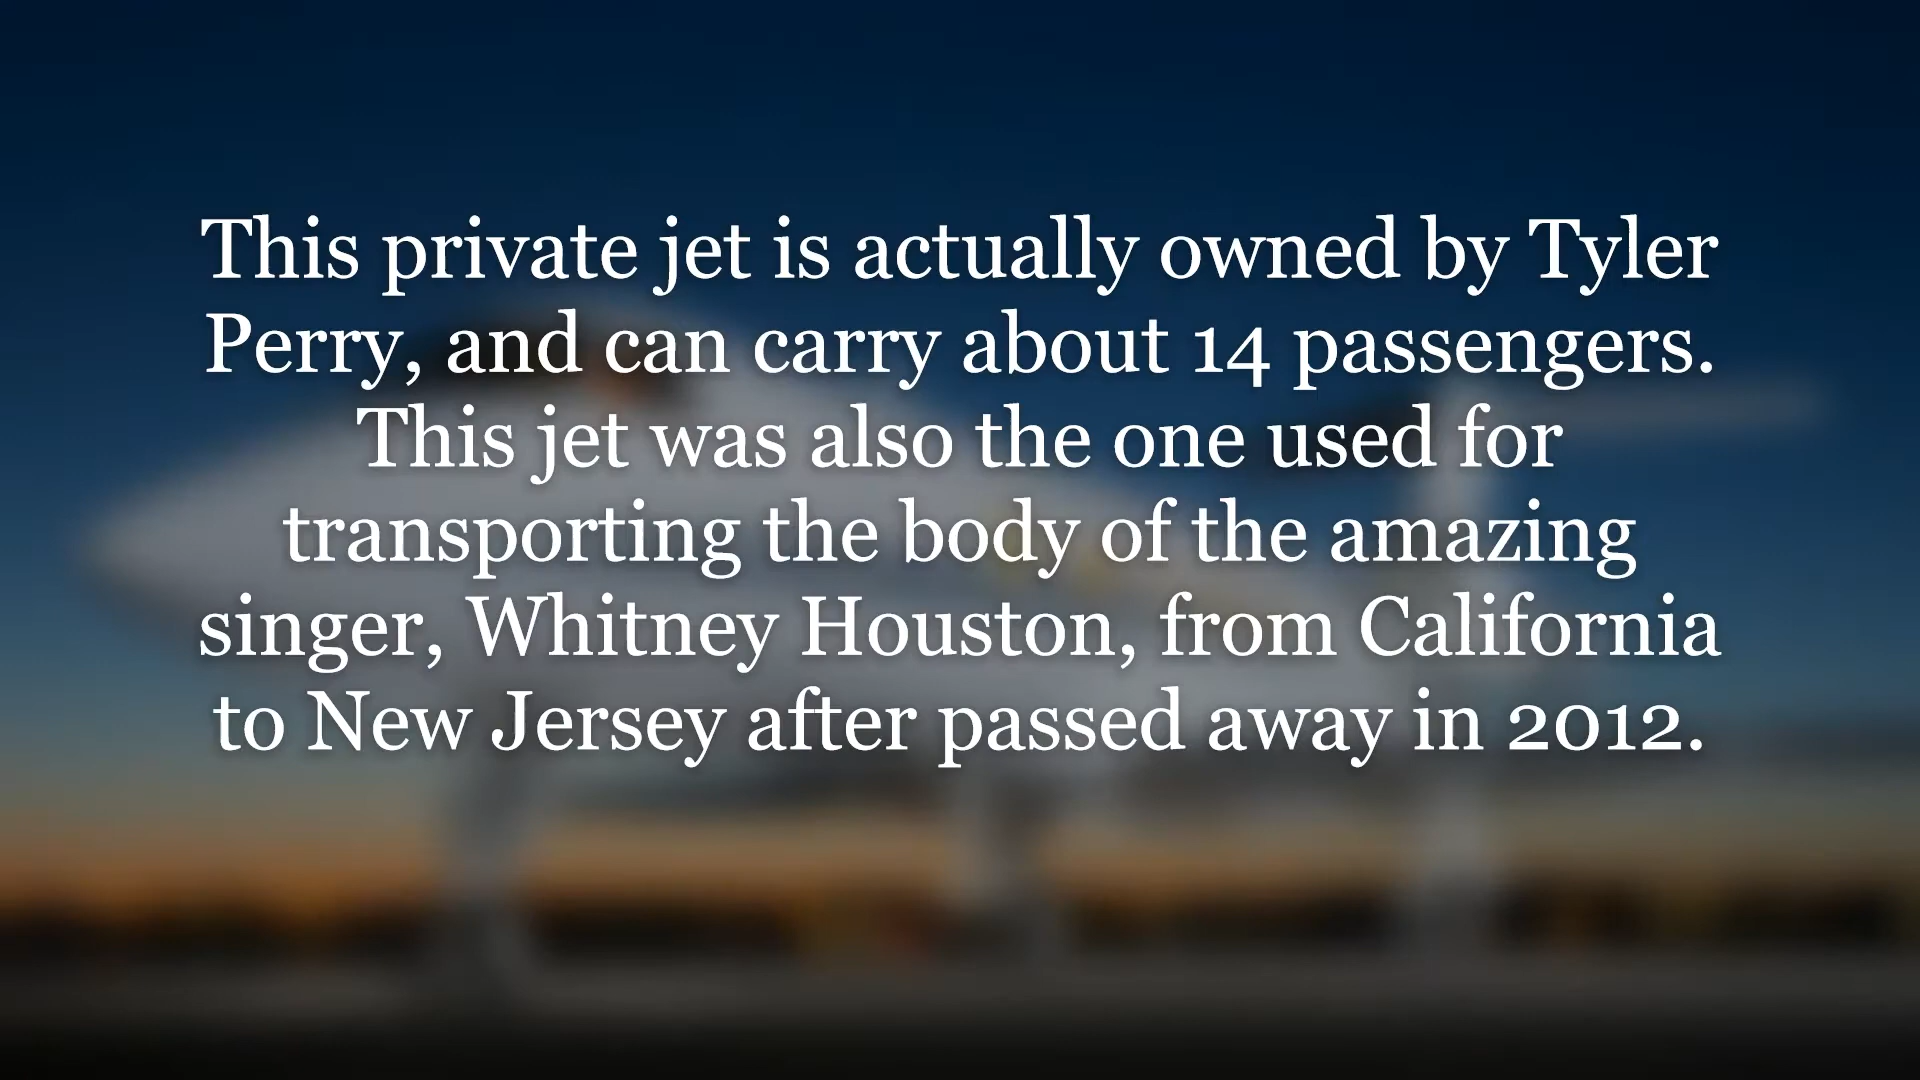 This private jet is actually owned by Tyler
Perry, and can carry about 14 passengers.
This jet was also the one used for
transporting the body of the amazing
singer, Whitney Houston, from California
to New Jersey after passed away in 2012.